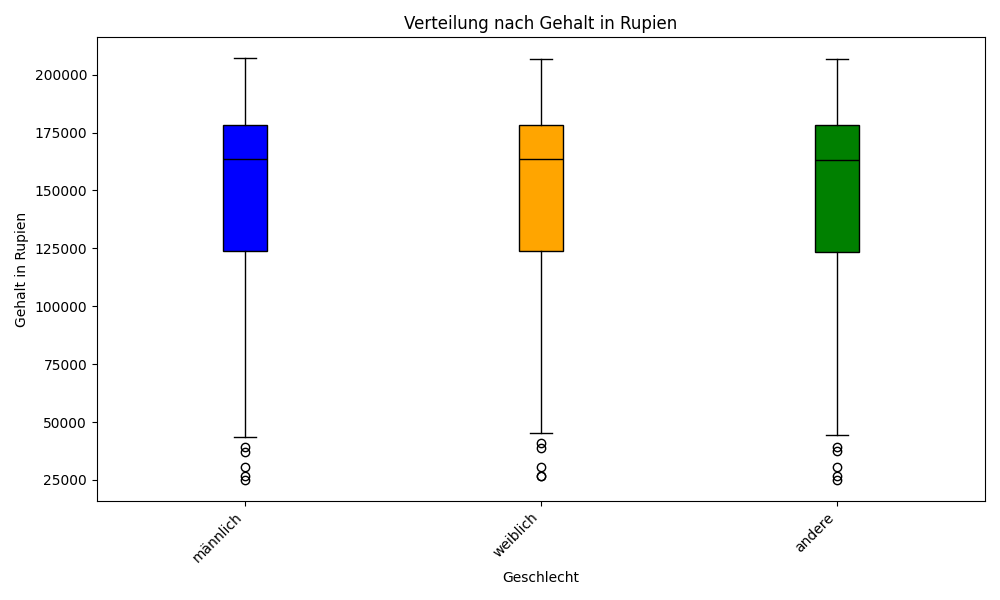 Verteilung nach Gehalt in Rupien
Gehalt in Rupien
200000
175000
150000
125000
100000
75000
50000
25000
männlich
weiblich
andere
Geschlecht